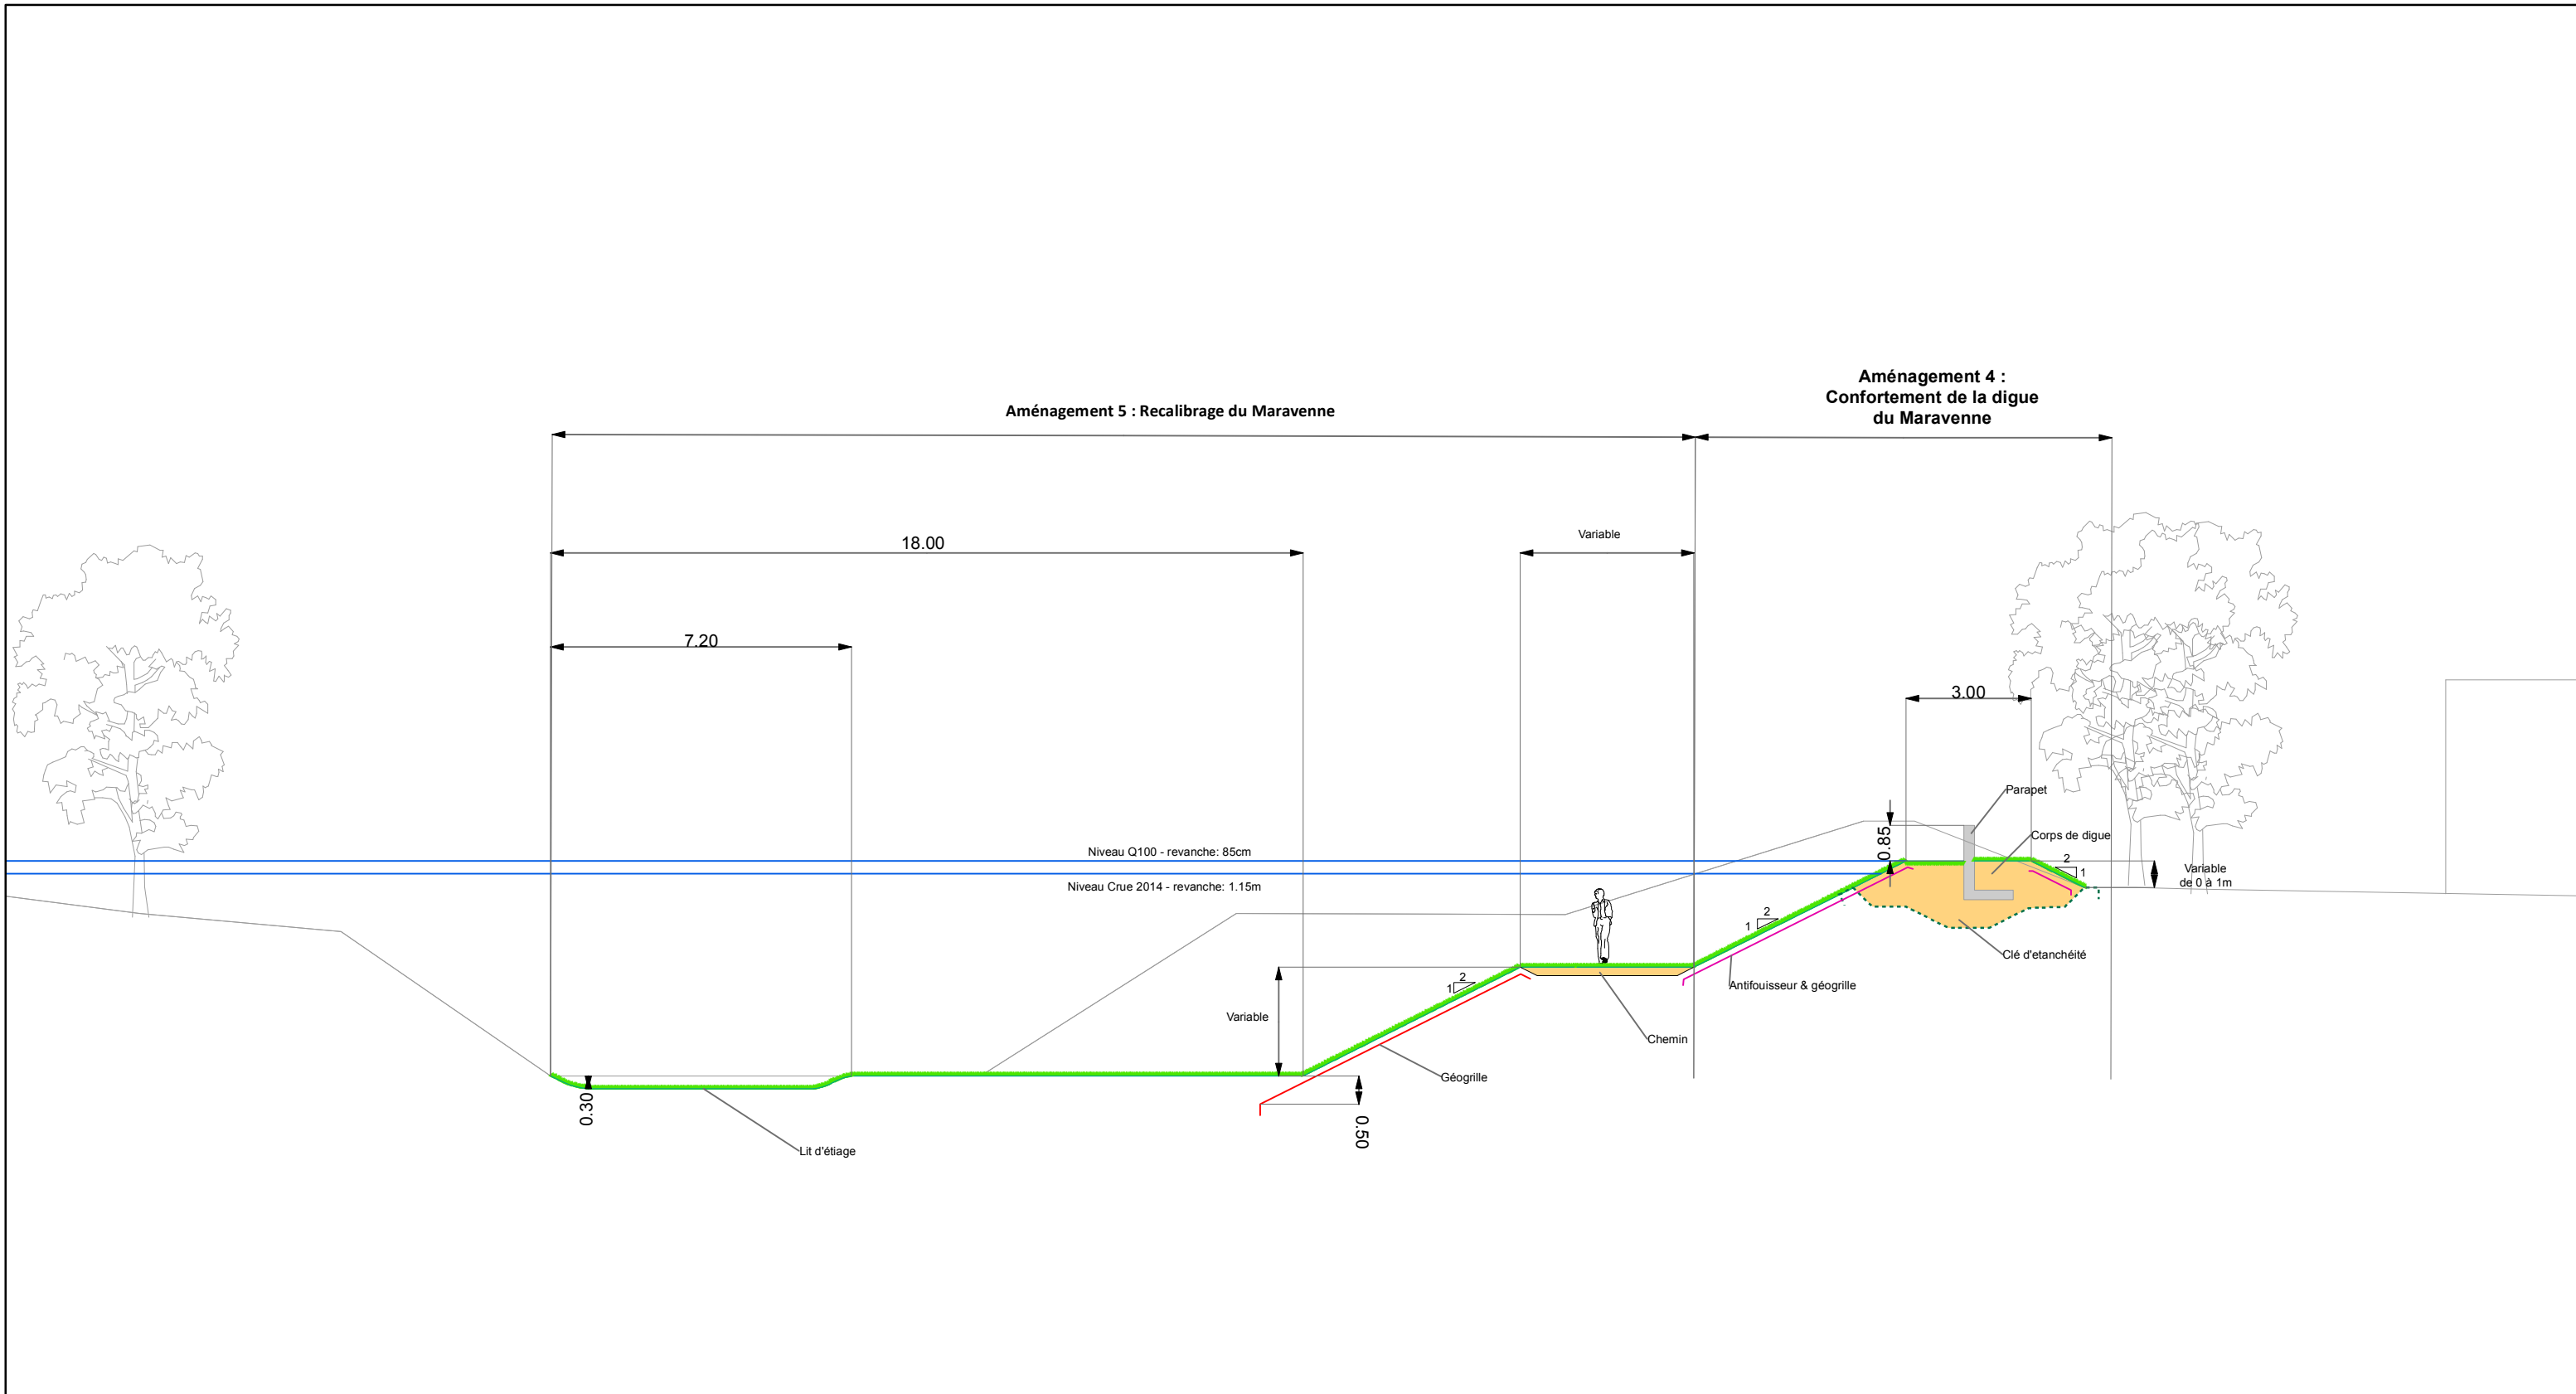 Aménagement 4 :
Confortement de la digue
du Maravenne
Aménagement 5 : Recalibrage du Maravenne
18.00
Variable
7.20
3.00
Parapet
0.85
Corps de digue
Niveau Q100 - revanche: 85cm
2
1
Variable
de 0 à 1m
Niveau Crue 2014 - revanche: 1.15m
2
1
Clé d'etanchéité
2
1
Antifouisseur & géogrille
Variable
Chemin
Géogrille
0.30
0.50
Lit d'étiage